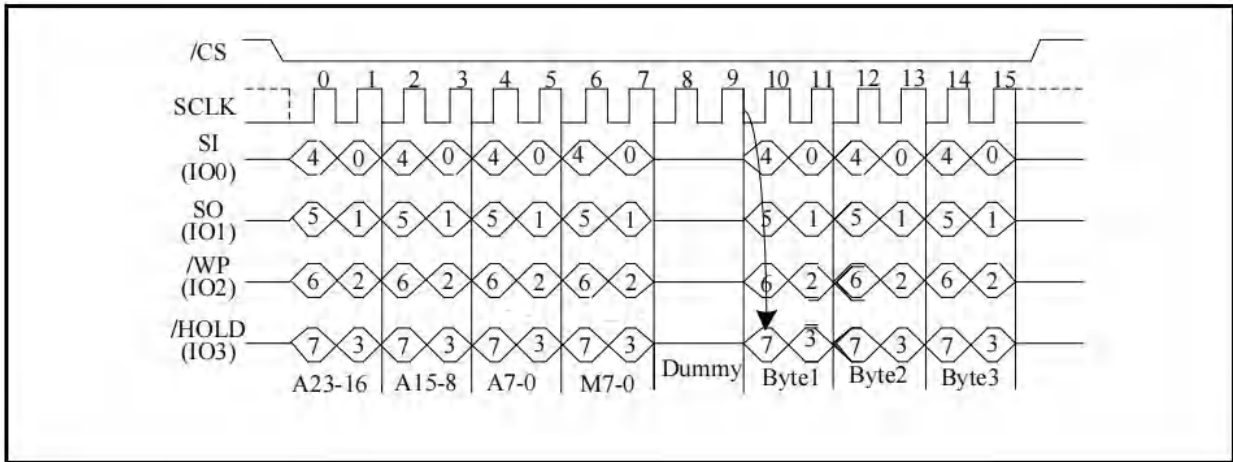 /CS
0 1 2 3 4 5 6 7 8 9 10 11 12 13 14 15
SCLK
SI
(IO0)
4 0 4 0 4 0 4 0 4 0 4 0 4 0
SO
(IO1)
5 1 5 1 5 1 5 1 5 1 5 1 5 1
/WP
(IO2)
6 2 6 2 6 2 6 2 6 2 6 2 6 2
/HOLD
(IO3)
7 3 7 3 7 3 7 3 7 3 7 3 7 3
A23-16 A15-8 A7-0 M7-0 Dummy Byte1 Byte2 Byte3